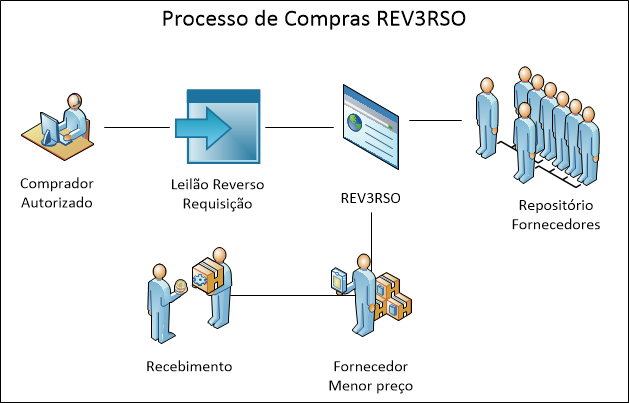 Processo de Compras REV3RSO
Comprador
Autorizado
Leilão Reverso
Requisição
REV3RSO
Repositório
Fornecedores
Recebimento
Fornecedor
Menor preço